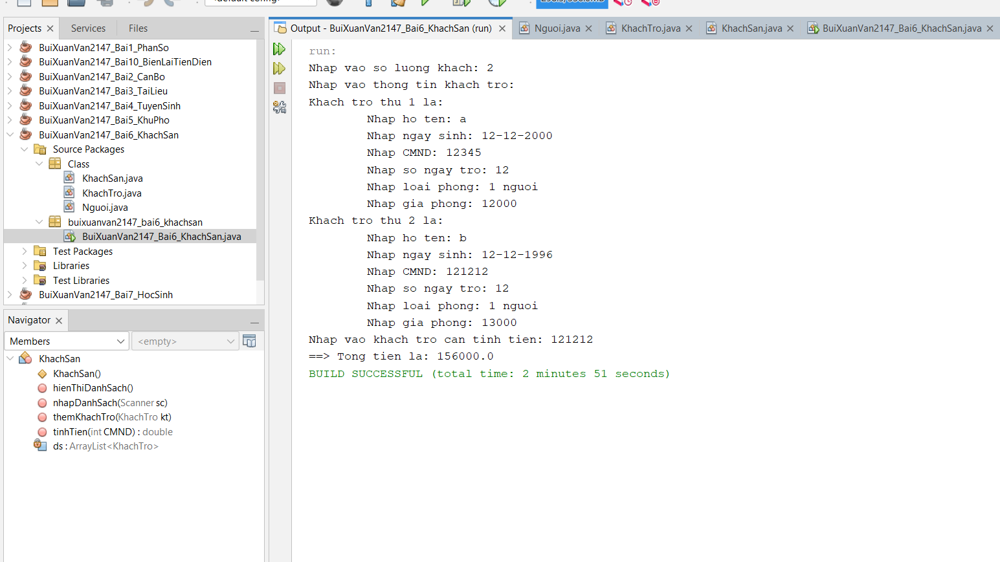 Projects
Services
Files
BuiXuanVan2147_Bai1_PhanSo
BuiXuanVan2147_Bai10_BienLaiTienDien
BuiXuanVan2147_Bai2_CanBo
BuiXuanVan2147_Bai3_TaiLieu
BuiXuanVan2147_Bai4_TuyenSinh
BuiXuanVan2147_Bai5_KhuPho
BuiXuanVan2147_Bai6_KhachSan
Source Packages
Class
KhachSan.java
KhachTro.java
Nguoi.java
buixuanvan2147_bai6_khachsan
BuiXuanVan2147_Bai6_KhachSan.java
Test Packages
Libraries
Test Libraries
BuiXuanVan2147_Bai7_HocSinh
Navigator
Members
<empty>
KhachSan
KhachSan()
hienThiDanhSach()
nhapDanhSach(Scanner sc)
themKhachTro(KhachTro kt)
tinhTien(int CMND) : double
ds : ArrayList<KhachTro>
Output - BuiXuanVan2147_Bai6_KhachSan (run)
Nguoi.java
KhachTro.java
KhachSan.java
BuiXuanVan2147_Bai6_KhachSan.java
run:
Nhap vao so luong khach: 2
Nhap vao thong tin khach tro:
Khach tro thu 1 la:
Nhap ho ten: a
Nhap ngay sinh: 12-12-2000
Nhap CMND: 12345
Nhap so ngay tro: 12
Nhap loai phong: 1 nguoi
Nhap gia phong: 12000
Khach tro thu 2 la:
Nhap ho ten: b
Nhap ngay sinh: 12-12-1996
Nhap CMND: 121212
Nhap so ngay tro: 12
Nhap loai phong: 1 nguoi
Nhap gia phong: 13000
Nhap vao khach tro can tinh tien: 121212
==> Tong tien la: 156000.0
BUILD SUCCESSFUL (total time: 2 minutes 51 seconds)